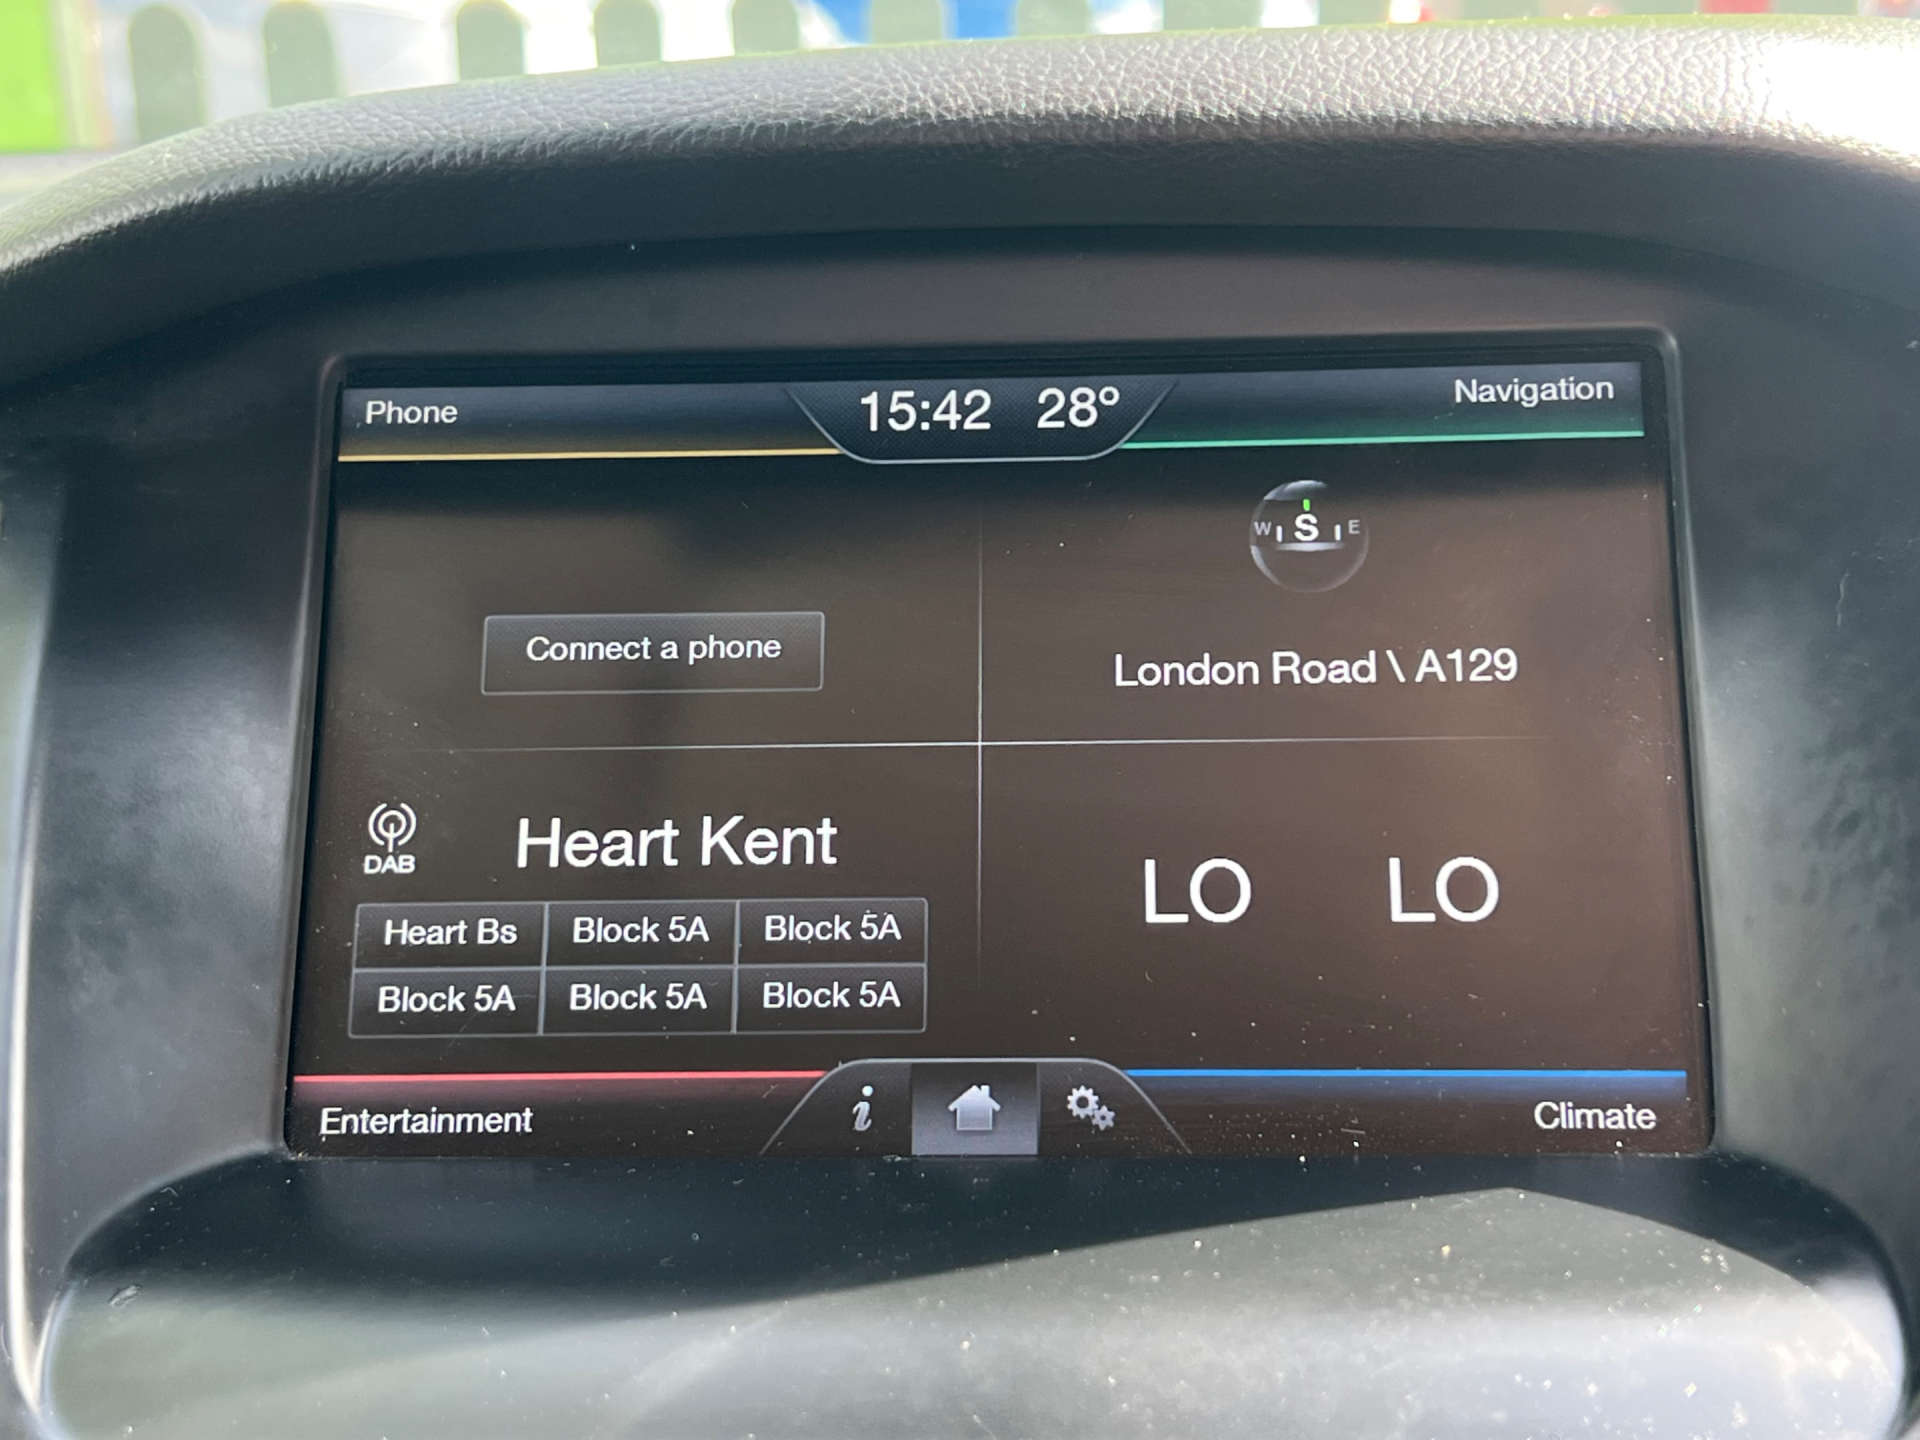 Phone
15:42 28°
Navigation
W S E
Connect a phone
London Road \ A129
DAB
Heart Kent
Heart Bs Block 5A Block 5A
Block 5A Block 5A Block 5A
LO LO
Entertainment
i
Climate